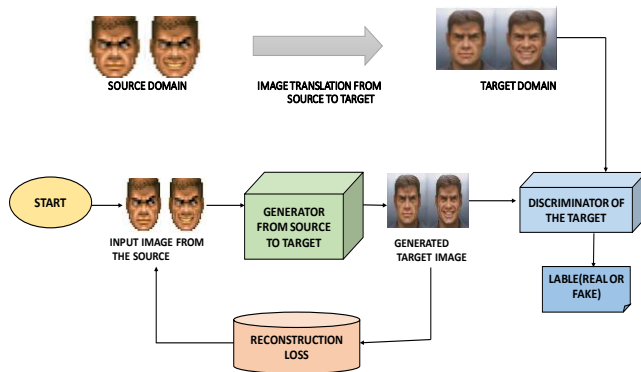 SOURCE DOMAIN
IMAGE TRANSLATION FROM
SOURCE TO TARGET
TARGET DOMAIN
START
INPUT IMAGE FROM
THE SOURCE
GENERATOR
FROM SOURCE
TO TARGET
GENERATED
TARGET IMAGE
DISCRIMINATOR OF
THE TARGET
LABLE(REAL OR
FAKE)
RECONSTRUCTION
LOSS